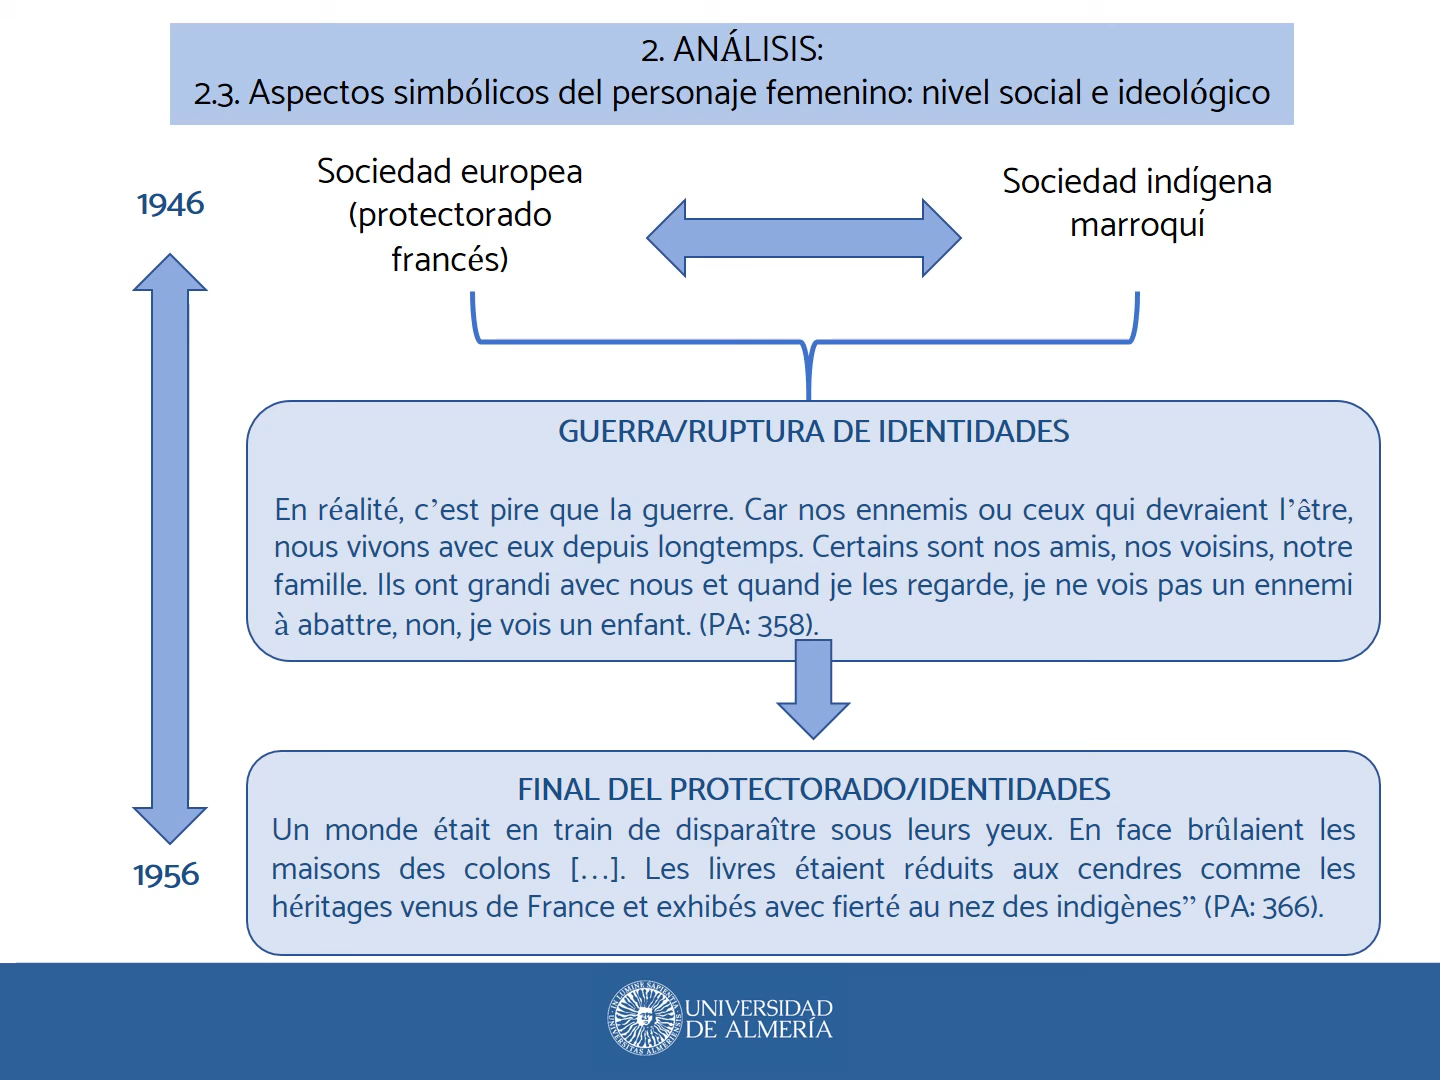 2. ANÁLISIS:
2.3. Aspectos simbólicos del personaje femenino: nivel social e ideológico
1946
Sociedad europea
(protectorado
francés)
Sociedad indígena
marroquí
GUERRA/RUPTURA DE IDENTIDADES
En réalité, c’est pire que la guerre. Car nos ennemis ou ceux qui devraient l’être,
nous vivons avec eux depuis longtemps. Certains sont nos amis, nos voisins, notre
famille. Ils ont grandi avec nous et quand je les regarde, je ne vois pas un ennemi
à abattre, non, je vois un enfant. (PA: 358).
FINAL DEL PROTECTORADO/IDENTIDADES
Un monde était en train de disparaître sous leurs yeux. En face brûlaient les
maisons des colons […]. Les livres étaient réduits aux cendres comme les
héritages venus de France et exhibés avec fierté au nez des indigènes” (PA: 366).
1956
IN LUMINE SAPIENTIA
UNIVERSITAS ALMERIENSIS
UNIVERSIDAD
DE ALMERÍA